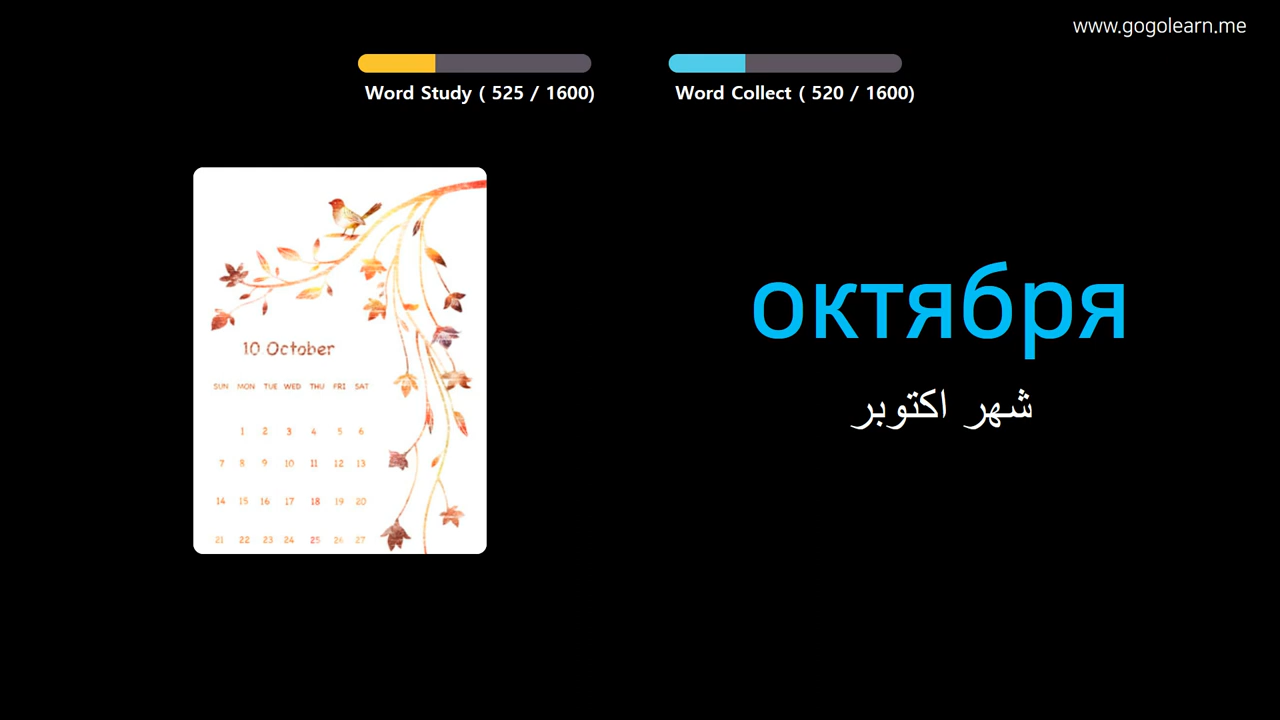 www.gogolearn.me
Word Study ( 525 / 1600)
Word Collect ( 520 / 1600)
10 October
SUN MON TUE WED THU FRI SAT
1 2 3 4 5 6
7 8 9 10 11 12 13
14 15 16 17 18 19 20
21 22 23 24 25 26 27
октября
شهر اكتوبر